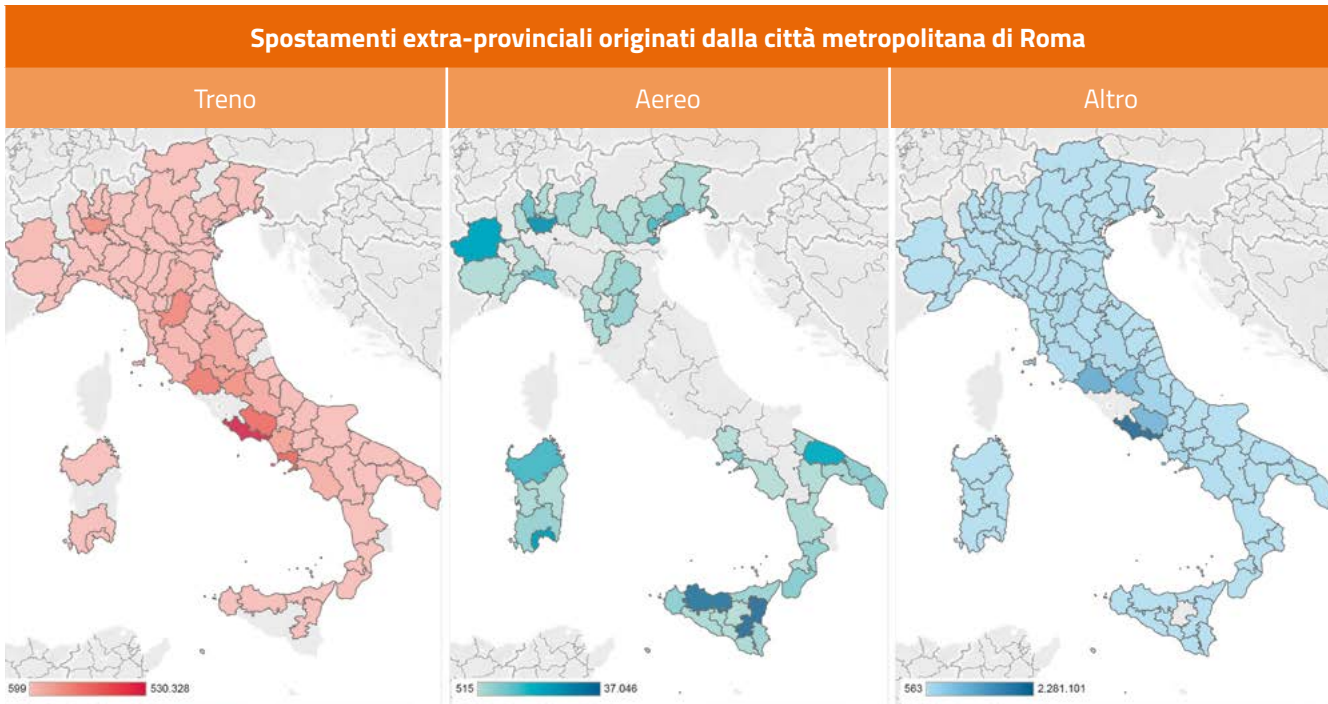 Spostamenti extra-provinciali originati dalla città metropolitana di Roma
Treno
Aereo
Altro
599
530.328
515
37.046
563
2.281.101